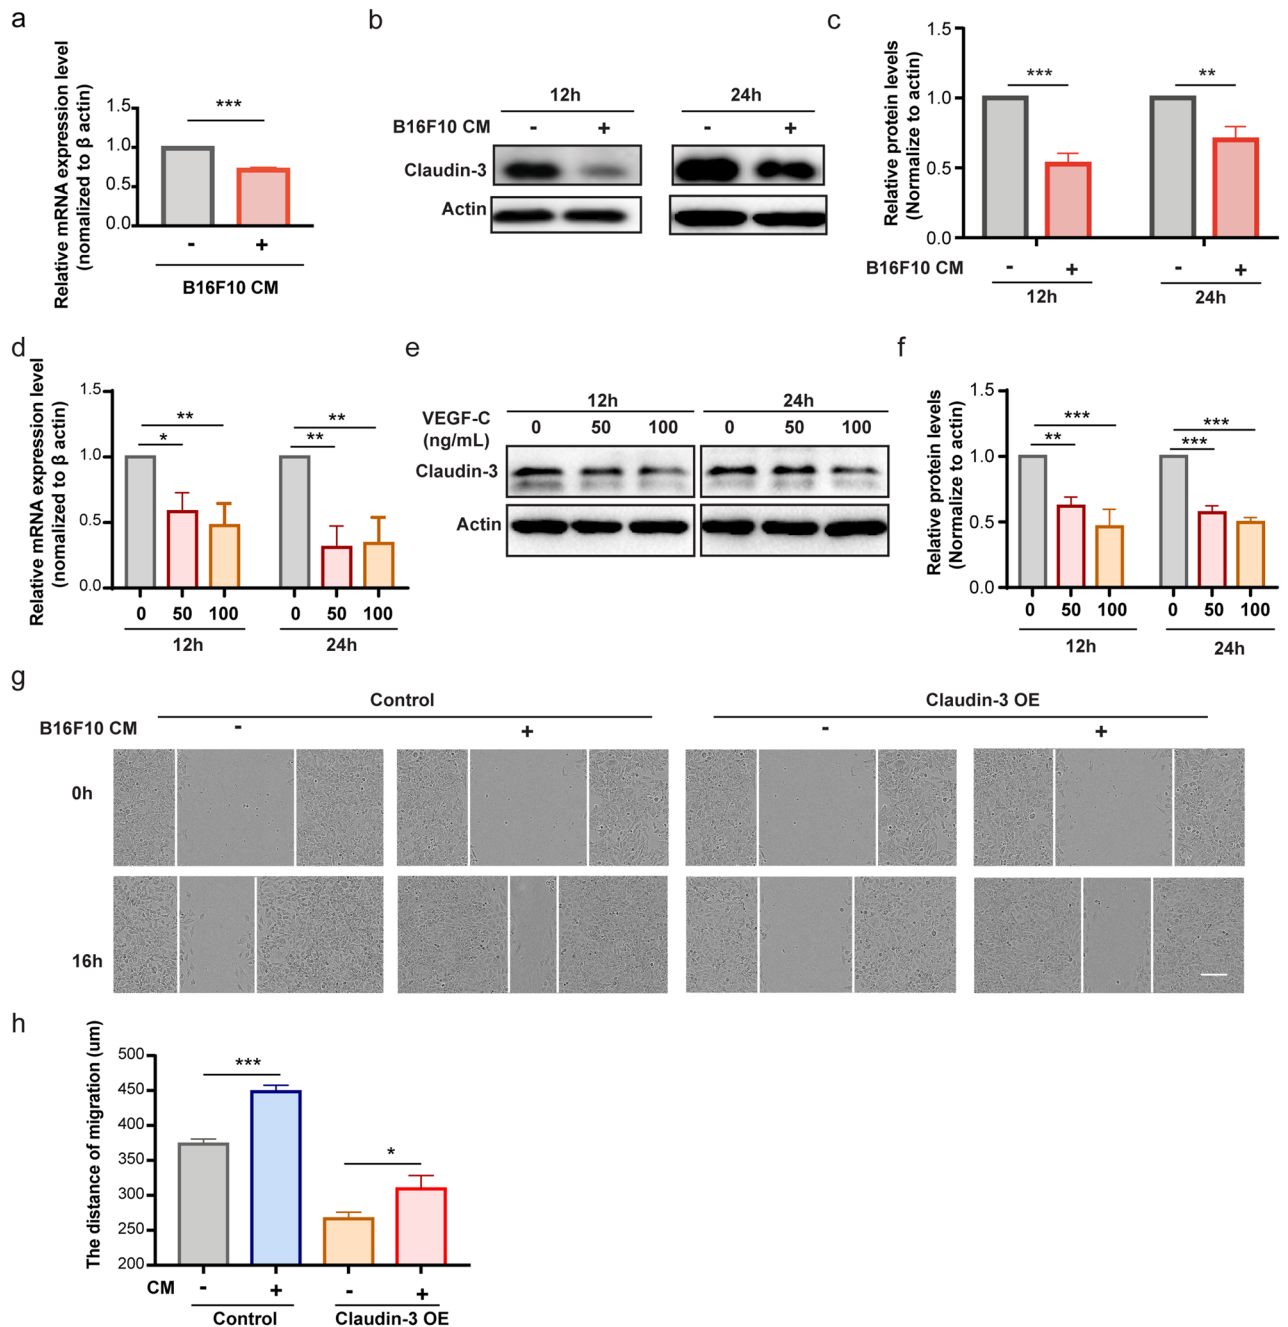 a
Relative mRNA expression level
(nomalized to β actin)
1.5
1.0
0.5
0.0
***
- +
B16F10 CM
b
12h 24h
B16F10 CM - + - +
Claudin-3
Actin
c
Relative protein levels
(Normalize to actin)
1.5
1.0
0.5
0.0
*** **
B16F10 CM - + - +
12h 24h
d
Relative mRNA expression level
(nomalized to β actin)
1.5
1.0
0.5
0.0
** **
* **
0 50 100 0 50 100
12h 24h
e
12h 24h
VEGF-C
(ng/mL)
0 50 100 0 50 100
Claudin-3
Actin
f
Relative protein levels
(Normalize to actin)
1.5
1.0
0.5
0.0
*** ***
** ***
0 50 100 0 50 100
12h 24h
g
Control Claudin-3 OE
B16F10 CM - + - +
0h
16h
h
The distance of migration (um)
500
450
400
350
300
250
200
*** *
CM - + - +
Control Claudin-3 OE